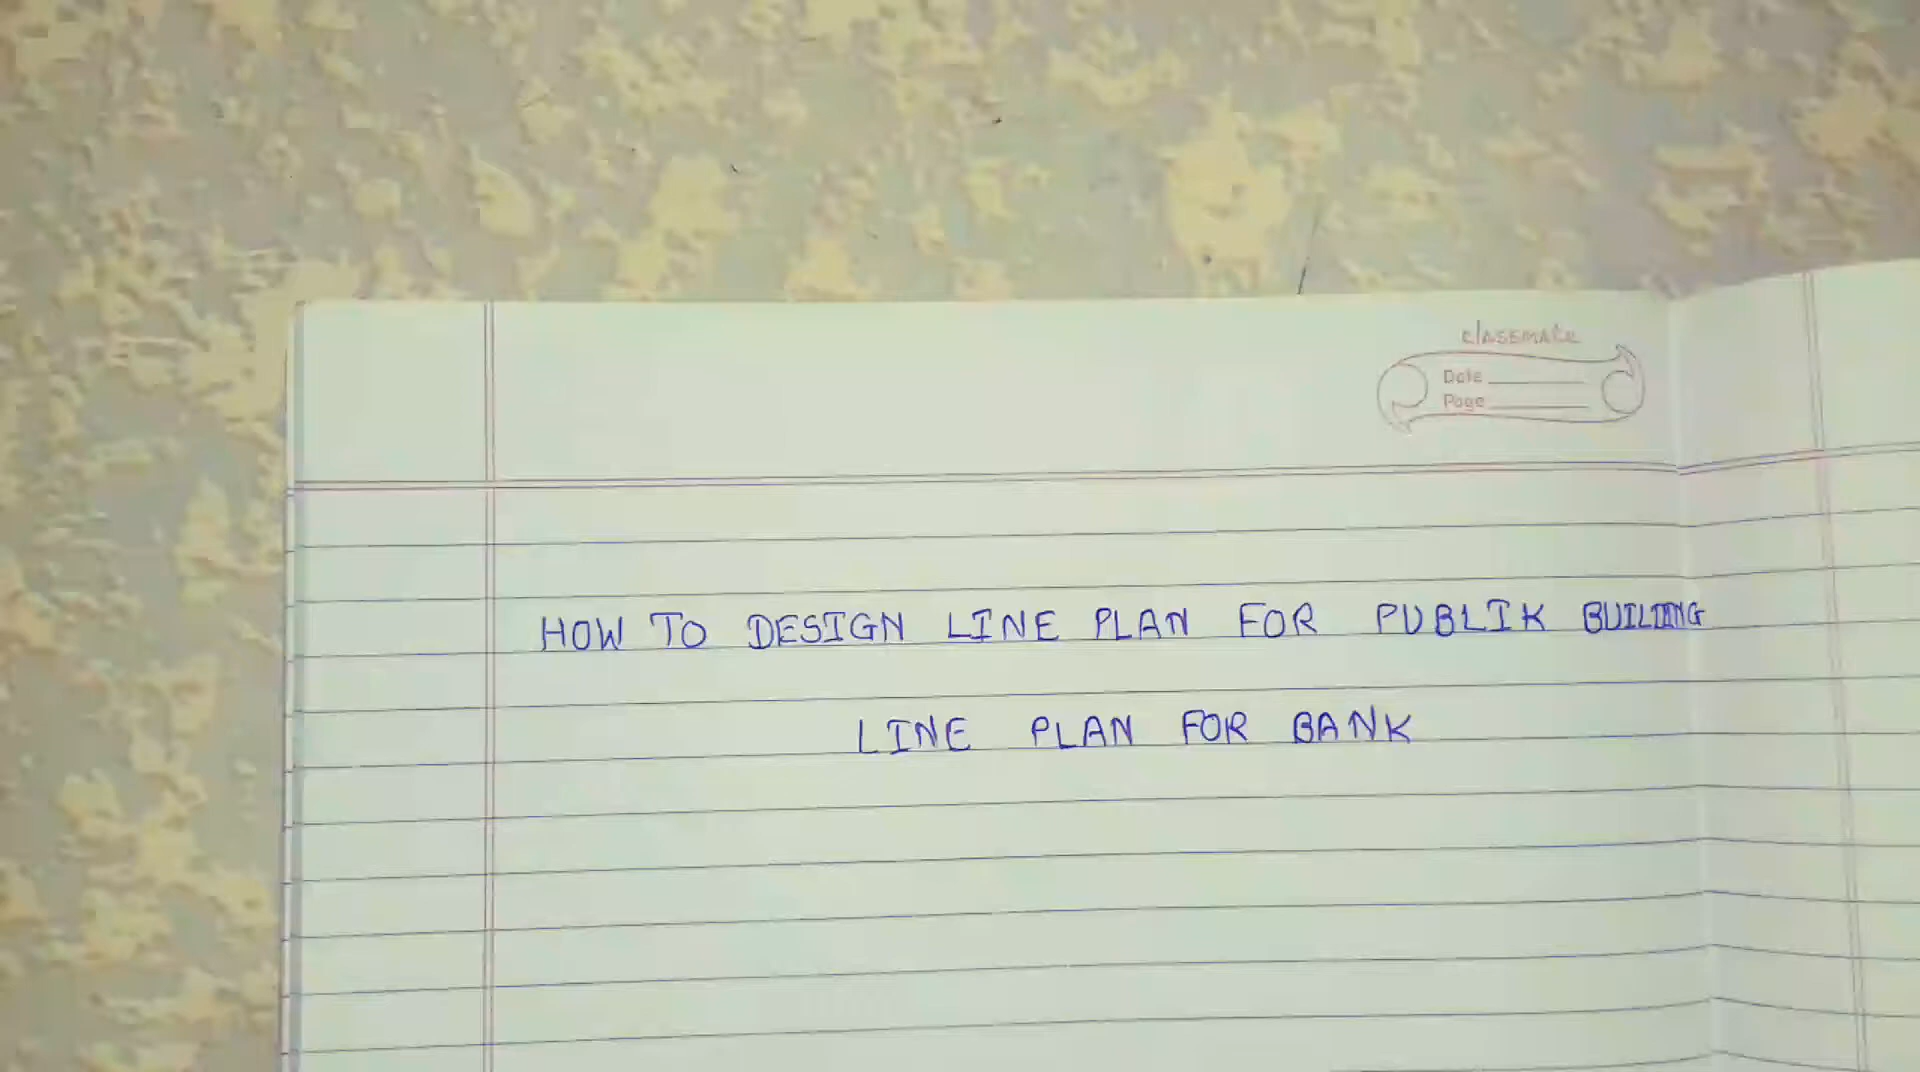 classmate
Date
Page
HOW TO DESIGN LINE PLAN FOR PUBLIK BUILDING
LINE PLAN FOR BANK